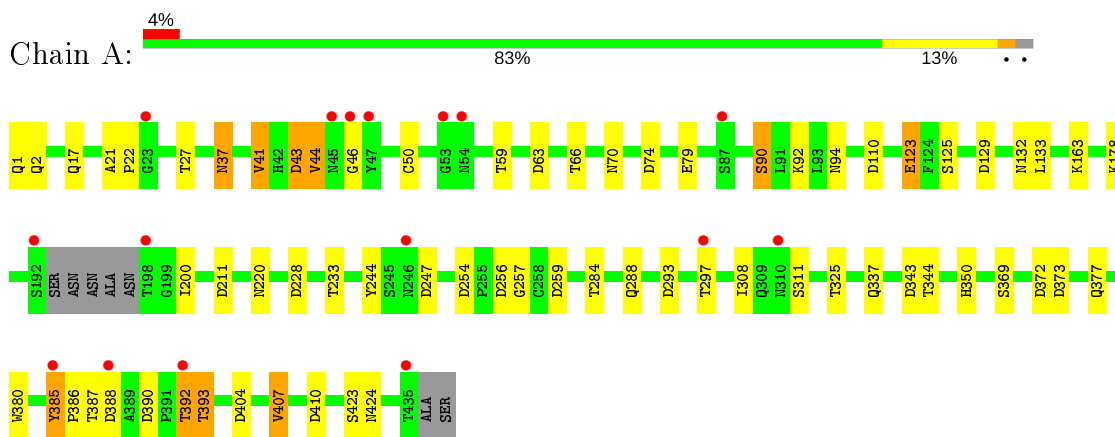 4%
Chain A:
83% 13% • •
Q1 Q2 Q17 A21 P22 G23 T27 N37 V41 H42 D43 V44 N45 G46 Y47 C50 G53 N54 T59 D63 T66 N70 D74 E79 S87 S90 L91 K92 L93 N94 D110 E123 F124 S125 D129 N132 L133 K163 K178
S192 SER ASN ASN ALA ASN T198 G199 I200 D211 N220 D228 T233 Y244 S245 N246 D247 D254 P255 D256 G257 C258 D259 T284 Q288 D293 T297 I308 Q309 N310 S311 T325 Q337 D343 T344 H350 S369 D372 D373 Q377
W380 Y385 P386 T387 D388 A389 D390 P391 T392 T393 D404 V407 D410 S423 N424 T435 ALA SER